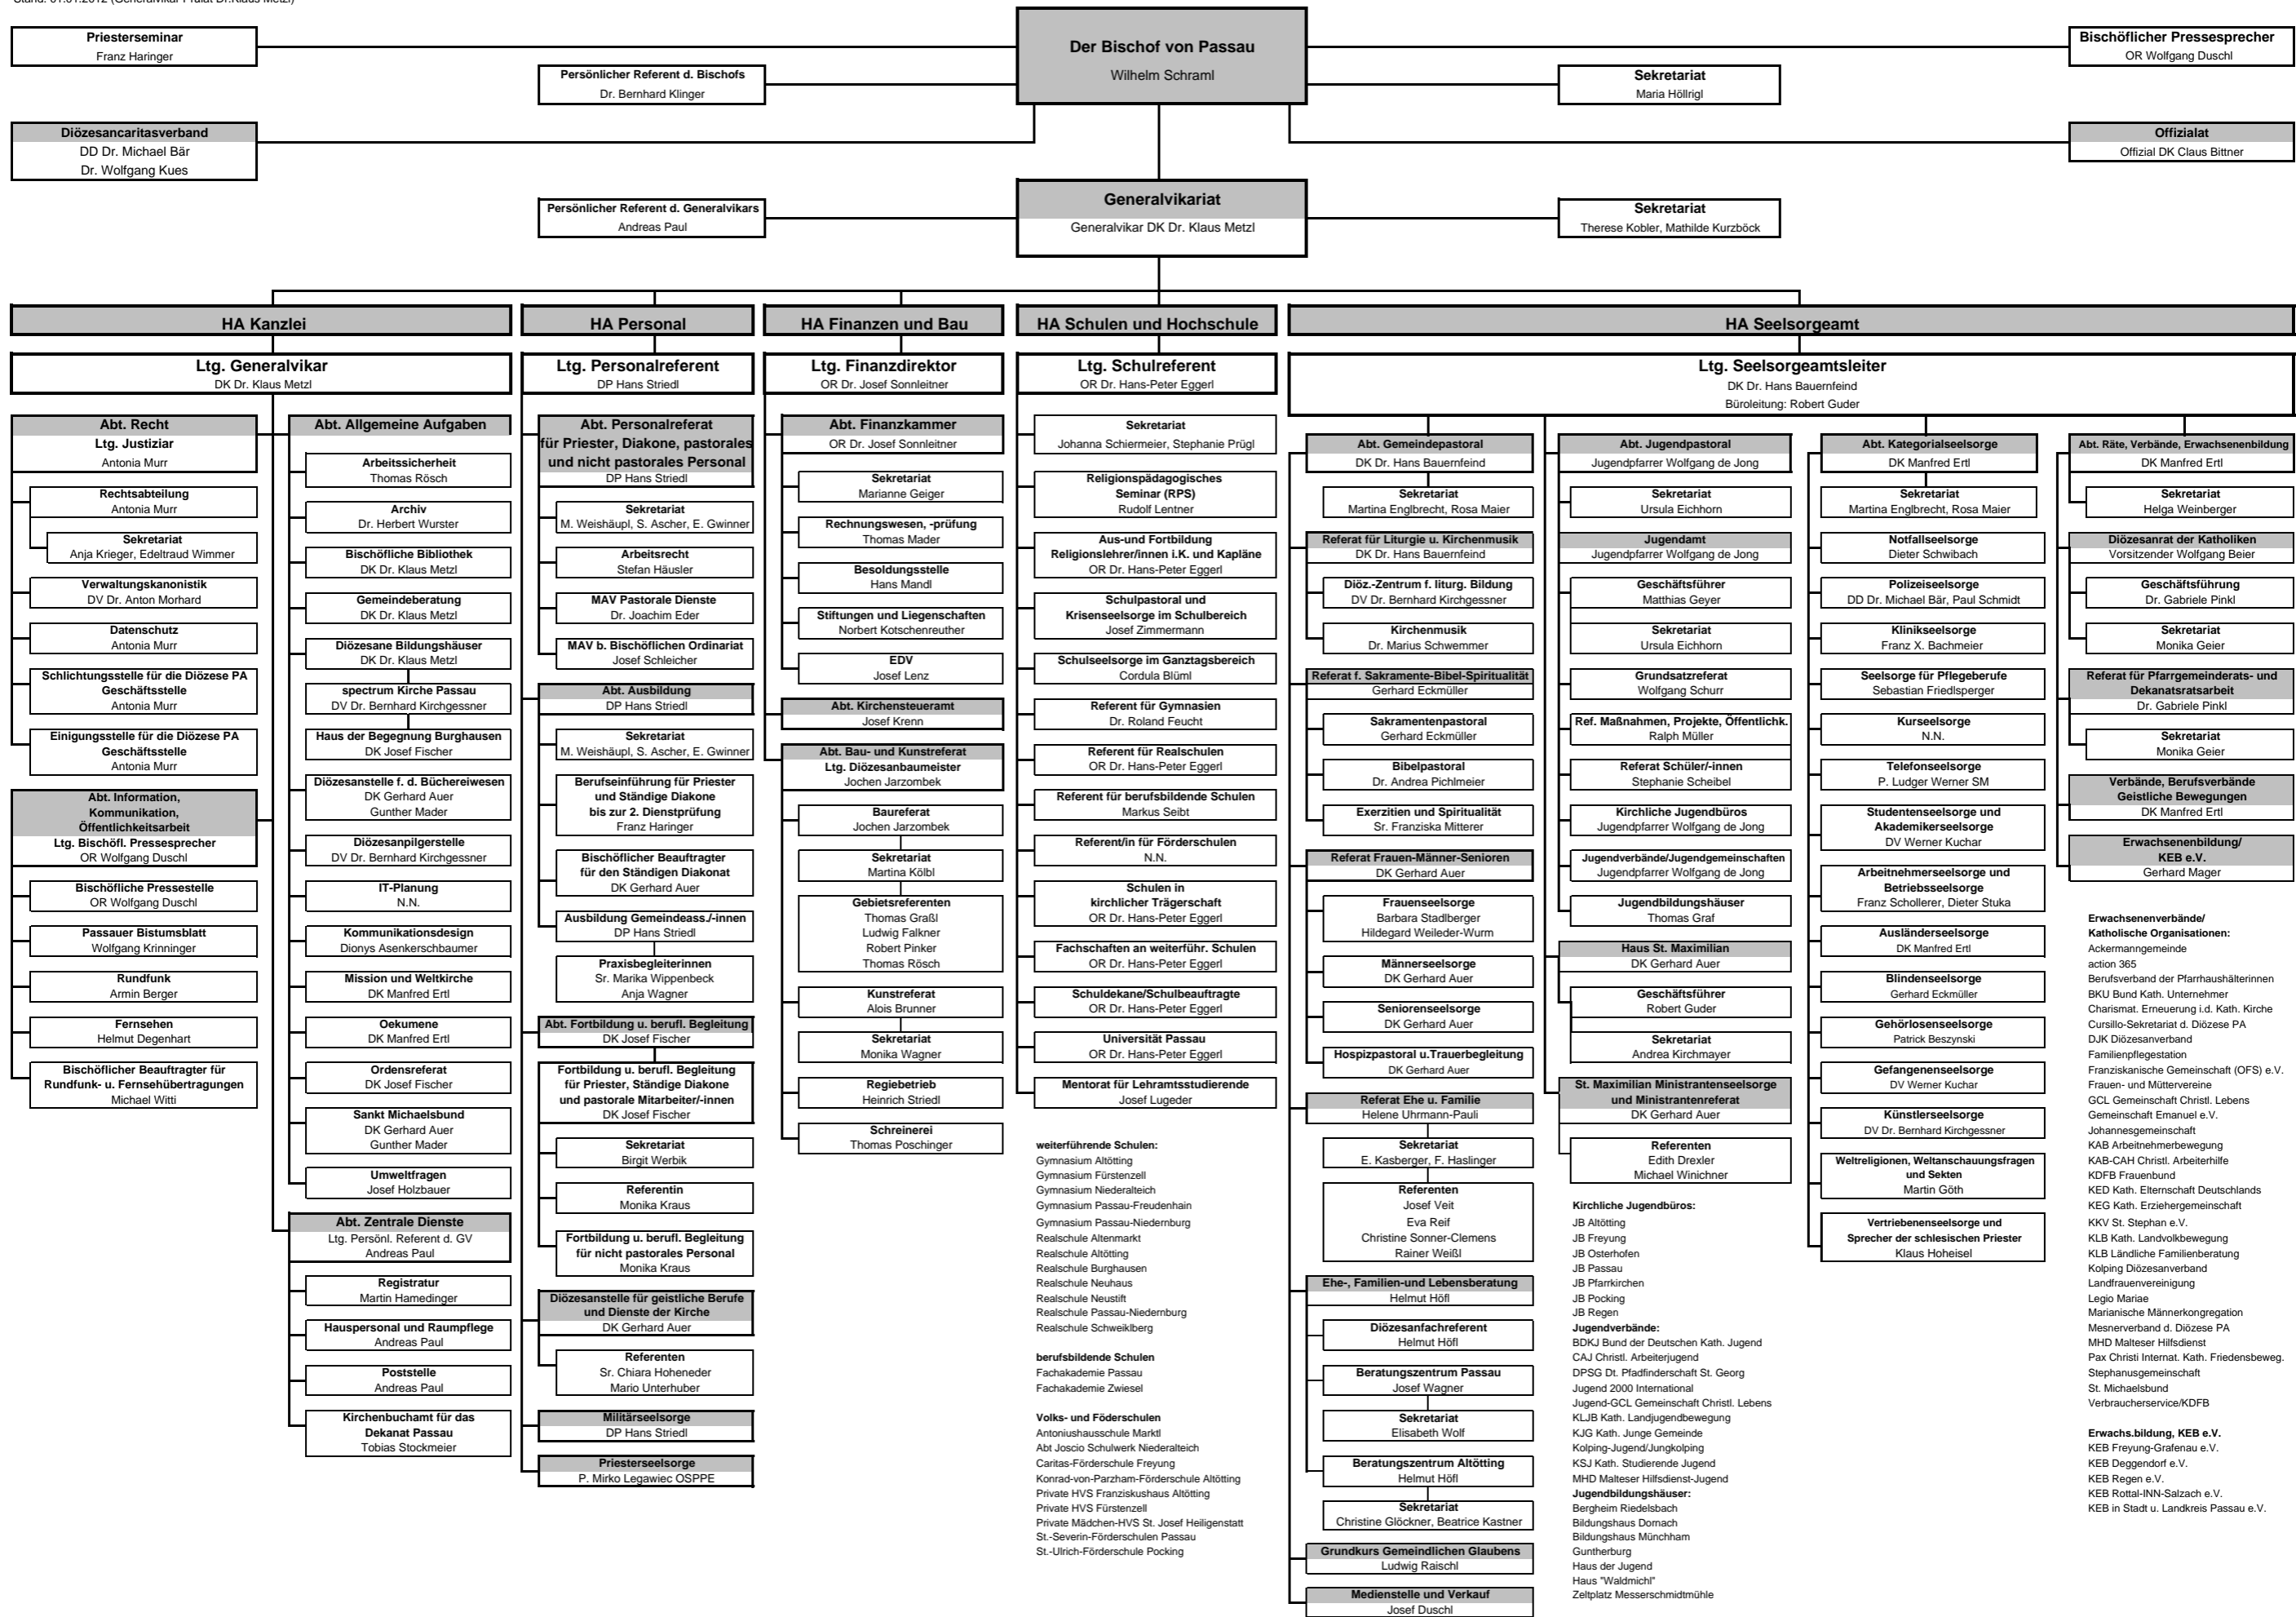 Stand: 01.01.2012 (Generalvikar Prälat Dr.Klaus Metzl)
Priesterseminar
Franz Haringer
Der Bischof von Passau
Wilhelm Schraml
Bischöflicher Pressesprecher
OR Wolfgang Duschl
Persönlicher Referent d. Bischofs
Dr. Bernhard Klinger
Sekretariat
Maria Höllrigl
Diözesancaritasverband
DD Dr. Michael Bär
Dr. Wolfgang Kues
Offizialat
Offizial DK Claus Bittner
Persönlicher Referent d. Generalvikars
Andreas Paul
Generalvikariat
Generalvikar DK Dr. Klaus Metzl
Sekretariat
Therese Kobler, Mathilde Kurzböck
HA Kanzlei
Ltg. Generalvikar
DK Dr. Klaus Metzl
Abt. Recht
Ltg. Justiziar
Antonia Murr
Rechtsabteilung
Antonia Murr
Sekretariat
Anja Krieger, Edeltraud Wimmer
Verwaltungskanonistik
DV Dr. Anton Morhard
Datenschutz
Antonia Murr
Schlichtungsstelle für die Diözese PA
Geschäftsstelle
Antonia Murr
Einigungsstelle für die Diözese PA
Geschäftsstelle
Antonia Murr
Abt. Information,
Kommunikation,
Öffentlichkeitsarbeit
Ltg. Bischöfl. Pressesprecher
OR Wolfgang Duschl
Bischöfliche Pressestelle
OR Wolfgang Duschl
Passauer Bistumsblatt
Wolfgang Krinninger
Rundfunk
Armin Berger
Fernsehen
Helmut Degenhart
Bischöflicher Beauftragter für
Rundfunk- u. Fernsehübertragungen
Michael Witti
Abt. Allgemeine Aufgaben
Arbeitssicherheit
Thomas Rösch
Archiv
Dr. Herbert Wurster
Bischöfliche Bibliothek
DK Dr. Klaus Metzl
Gemeindeberatung
DK Dr. Klaus Metzl
Diözesane Bildungshäuser
DK Dr. Klaus Metzl
spectrum Kirche Passau
DV Dr. Bernhard Kirchgessner
Haus der Begegnung Burghausen
DK Josef Fischer
Diözesanstelle f. d. Büchereiwesen
DK Gerhard Auer
Gunther Mader
Diözesanpilgerstelle
DV Dr. Bernhard Kirchgessner
IT-Planung
N.N.
Kommunikationsdesign
Dionys Asenkerschbaumer
Mission und Weltkirche
DK Manfred Ertl
Oekumene
DK Manfred Ertl
Ordensreferat
DK Josef Fischer
Sankt Michaelsbund
DK Gerhard Auer
Gunther Mader
Umweltfragen
Josef Holzbauer
Abt. Zentrale Dienste
Ltg. Persönl. Referent d. GV
Andreas Paul
Registratur
Martin Hamedinger
Hauspersonal und Raumpflege
Andreas Paul
Poststelle
Andreas Paul
Kirchenbuchamt für das
Dekanat Passau
Tobias Stockmeier
HA Personal
Ltg. Personalreferent
DP Hans Striedl
Abt. Personalreferat
für Priester, Diakone, pastorales
und nicht pastorales Personal
DP Hans Striedl
Sekretariat
M. Weishäupl, S. Ascher, E. Gwinner
Arbeitsrecht
Stefan Häusler
MAV Pastorale Dienste
Dr. Joachim Eder
MAV b. Bischöflichen Ordinariat
Josef Schleicher
Abt. Ausbildung
DP Hans Striedl
Sekretariat
M. Weishäupl, S. Ascher, E. Gwinner
Berufseinführung für Priester
und Ständige Diakone
bis zur 2. Dienstprüfung
Franz Haringer
Bischöflicher Beauftragter
für den Ständigen Diakonat
DK Gerhard Auer
Ausbildung Gemeindeass./-innen
DP Hans Striedl
Praxisbegleiterinnen
Sr. Marika Wippenbeck
Anja Wagner
Abt. Fortbildung u. berufl. Begleitung
DK Josef Fischer
Fortbildung u. berufl. Begleitung
für Priester, Ständige Diakone
und pastorale Mitarbeiter/-innen
DK Josef Fischer
Sekretariat
Birgit Werbik
Referentin
Monika Kraus
Fortbildung u. berufl. Begleitung
für nicht pastorales Personal
Monika Kraus
Diözesanstelle für geistliche Berufe
und Dienste der Kirche
DK Gerhard Auer
Referenten
Sr. Chiara Hoheneder
Mario Unterhuber
Militärseelsorge
DP Hans Striedl
Priesterseelsorge
P. Mirko Legawiec OSPPE
HA Finanzen und Bau
Ltg. Finanzdirektor
OR Dr. Josef Sonnleitner
Abt. Finanzkammer
OR Dr. Josef Sonnleitner
Sekretariat
Marianne Geiger
Rechnungswesen, -prüfung
Thomas Mader
Besoldungsstelle
Hans Mandl
Stiftungen und Liegenschaften
Norbert Kotschenreuther
EDV
Josef Lenz
Abt. Kirchensteueramt
Josef Krenn
Abt. Bau- und Kunstreferat
Ltg. Diözesanbaumeister
Jochen Jarzombek
Baureferat
Jochen Jarzombek
Sekretariat
Martina Kölbl
Gebietsreferenten
Thomas Graßl
Ludwig Falkner
Robert Pinker
Thomas Rösch
Kunstreferat
Alois Brunner
Sekretariat
Monika Wagner
Regiebetrieb
Heinrich Striedl
Schreinerei
Thomas Poschinger
HA Schulen und Hochschule
Ltg. Schulreferent
OR Dr. Hans-Peter Eggerl
Sekretariat
Johanna Schiermeier, Stephanie Prügl
Religionspädagogisches
Seminar (RPS)
Rudolf Lentner
Aus-und Fortbildung
Religionslehrer/innen i.K. und Kapläne
OR Dr. Hans-Peter Eggerl
Schulpastoral und
Krisenseelsorge im Schulbereich
Josef Zimmermann
Schulseelsorge im Ganztagsbereich
Cordula Blüml
Referent für Gymnasien
Dr. Roland Feucht
Referent für Realschulen
OR Dr. Hans-Peter Eggerl
Referent für berufsbildende Schulen
Markus Seibt
Referent/in für Förderschulen
N.N.
Schulen in
kirchlicher Trägerschaft
OR Dr. Hans-Peter Eggerl
Fachschaften an weiterführ. Schulen
OR Dr. Hans-Peter Eggerl
Schuldekane/Schulbeauftragte
OR Dr. Hans-Peter Eggerl
Universität Passau
OR Dr. Hans-Peter Eggerl
Mentorat für Lehramtsstudierende
Josef Lugeder
weiterführende Schulen:
Gymnasium Altötting
Gymnasium Fürstenzell
Gymnasium Niederalteich
Gymnasium Passau-Freudenhain
Gymnasium Passau-Niedernburg
Realschule Altenmarkt
Realschule Altötting
Realschule Burghausen
Realschule Neuhaus
Realschule Neustift
Realschule Passau-Niedernburg
Realschule Schweiklberg
berufsbildende Schulen
Fachakademie Passau
Fachakademie Zwiesel
Volks- und Föderschulen
Antoniushausschule Marktl
Abt Joscio Schulwerk Niederalteich
Caritas-Förderschule Freyung
Konrad-von-Parzham-Förderschule Altötting
Private HVS Franziskushaus Altötting
Private HVS Fürstenzell
Private Mädchen-HVS St. Josef Heiligenstatt
St.-Severin-Förderschulen Passau
St.-Ulrich-Förderschule Pocking
HA Seelsorgeamt
Ltg. Seelsorgeamtsleiter
DK Dr. Hans Bauernfeind
Büroleitung: Robert Guder
Abt. Gemeindepastoral
DK Dr. Hans Bauernfeind
Sekretariat
Martina Englbrecht, Rosa Maier
Referat für Liturgie u. Kirchenmusik
DK Dr. Hans Bauernfeind
Diöz.-Zentrum f. liturg. Bildung
DV Dr. Bernhard Kirchgessner
Kirchenmusik
Dr. Marius Schwemmer
Referat f. Sakramente-Bibel-Spiritualität
Gerhard Eckmüller
Sakramentenpastoral
Gerhard Eckmüller
Bibelpastoral
Dr. Andrea Pichlmeier
Exerzitien und Spiritualität
Sr. Franziska Mitterer
Referat Frauen-Männer-Senioren
DK Gerhard Auer
Frauenseelsorge
Barbara Stadlberger
Hildegard Weileder-Wurm
Männerseelsorge
DK Gerhard Auer
Seniorenseelsorge
DK Gerhard Auer
Hospizpastoral u.Trauerbegleitung
DK Gerhard Auer
Referat Ehe u. Familie
Helene Uhrmann-Pauli
Sekretariat
E. Kasberger, F. Haslinger
Referenten
Josef Veit
Eva Reif
Christine Sonner-Clemens
Rainer Weißl
Ehe-, Familien-und Lebensberatung
Helmut Höfl
Diözesanfachreferent
Helmut Höfl
Beratungszentrum Passau
Josef Wagner
Sekretariat
Elisabeth Wolf
Beratungszentrum Altötting
Helmut Höfl
Sekretariat
Christine Glöckner, Beatrice Kastner
Grundkurs Gemeindlichen Glaubens
Ludwig Raischl
Medienstelle und Verkauf
Josef Duschl
Abt. Jugendpastoral
Jugendpfarrer Wolfgang de Jong
Sekretariat
Ursula Eichhorn
Jugendamt
Jugendpfarrer Wolfgang de Jong
Geschäftsführer
Matthias Geyer
Sekretariat
Ursula Eichhorn
Grundsatzreferat
Wolfgang Schurr
Ref. Maßnahmen, Projekte, Öffentlichk.
Ralph Müller
Referat Schüler/-innen
Stephanie Scheibel
Kirchliche Jugendbüros
Jugendpfarrer Wolfgang de Jong
Jugendverbände/Jugendgemeinschaften
Jugendpfarrer Wolfgang de Jong
Jugendbildungshäuser
Thomas Graf
Haus St. Maximilian
DK Gerhard Auer
Geschäftsführer
Robert Guder
Sekretariat
Andrea Kirchmayer
St. Maximilian Ministrantenseelsorge
und Ministrantenreferat
DK Gerhard Auer
Referenten
Edith Drexler
Michael Winichner
Kirchliche Jugendbüros:
JB Altötting
JB Freyung
JB Osterhofen
JB Passau
JB Pfarrkirchen
JB Pocking
JB Regen
Jugendverbände:
BDKJ Bund der Deutschen Kath. Jugend
CAJ Christl. Arbeiterjugend
DPSG Dt. Pfadfinderschaft St. Georg
Jugend 2000 International
Jugend-GCL Gemeinschaft Christl. Lebens
KLJB Kath. Landjugendbewegung
KJG Kath. Junge Gemeinde
Kolping-Jugend/Jungkolping
KSJ Kath. Studierende Jugend
MHD Malteser Hilfsdienst-Jugend
Jugendbildungshäuser:
Bergheim Riedelsbach
Bildungshaus Dornach
Bildungshaus Münchham
Guntherburg
Haus der Jugend
Haus "Waldmichl"
Zeltplatz Messerschmidtmühle
Abt. Kategorialseelsorge
DK Manfred Ertl
Sekretariat
Martina Englbrecht, Rosa Maier
Notfallseelsorge
Dieter Schwibach
Polizeiseelsorge
DD Dr. Michael Bär, Paul Schmidt
Klinikseelsorge
Franz X. Bachmeier
Seelsorge für Pflegeberufe
Sebastian Friedlsperger
Kurseelsorge
N.N.
Telefonseelsorge
P. Ludger Werner SM
Studentenseelsorge und
Akademikerseelsorge
DV Werner Kuchar
Arbeitnehmerseelsorge und
Betriebsseelsorge
Franz Schollerer, Dieter Stuka
Ausländerseelsorge
DK Manfred Ertl
Blindenseelsorge
Gerhard Eckmüller
Gehörlosenseelsorge
Patrick Beszynski
Gefangenenseelsorge
DV Werner Kuchar
Künstlerseelsorge
DV Dr. Bernhard Kirchgessner
Weltreligionen, Weltanschauungsfragen
und Sekten
Martin Göth
Vertriebenenseelsorge und
Sprecher der schlesischen Priester
Klaus Hoheisel
Abt. Räte, Verbände, Erwachsenenbildung
DK Manfred Ertl
Sekretariat
Helga Weinberger
Diözesanrat der Katholiken
Vorsitzender Wolfgang Beier
Geschäftsführung
Dr. Gabriele Pinkl
Sekretariat
Monika Geier
Referat für Pfarrgemeinderats- und
Dekanatsratsarbeit
Dr. Gabriele Pinkl
Sekretariat
Monika Geier
Verbände, Berufsverbände
Geistliche Bewegungen
DK Manfred Ertl
Erwachsenenbildung/
KEB e.V.
Gerhard Mager
Erwachsenenverbände/
Katholische Organisationen:
Ackermanngemeinde
action 365
Berufsverband der Pfarrhaushälterinnen
BKU Bund Kath. Unternehmer
Charismat. Erneuerung i.d. Kath. Kirche
Cursillo-Sekretariat d. Diözese PA
DJK Diözesanverband
Familienpflegestation
Franziskanische Gemeinschaft (OFS) e.V.
Frauen- und Müttervereine
GCL Gemeinschaft Christl. Lebens
Gemeinschaft Emanuel e.V.
Johannesgemeinschaft
KAB Arbeitnehmerbewegung
KAB-CAH Christl. Arbeiterhilfe
KDFB Frauenbund
KED Kath. Elternschaft Deutschlands
KEG Kath. Erziehergemeinschaft
KKV St. Stephan e.V.
KLB Kath. Landvolkbewegung
KLB Ländliche Familienberatung
Kolping Diözesanverband
Landfrauenvereinigung
Legio Mariae
Marianische Männerkongregation
Mesnerverband d. Diözese PA
MHD Malteser Hilfsdienst
Pax Christi Internat. Kath. Friedensbeweg.
Stephanusgemeinschaft
St. Michaelsbund
Verbraucherservice/KDFB
Erwachs.bildung, KEB e.V.
KEB Freyung-Grafenau e.V.
KEB Deggendorf e.V.
KEB Regen e.V.
KEB Rottal-INN-Salzach e.V.
KEB in Stadt u. Landkreis Passau e.V.